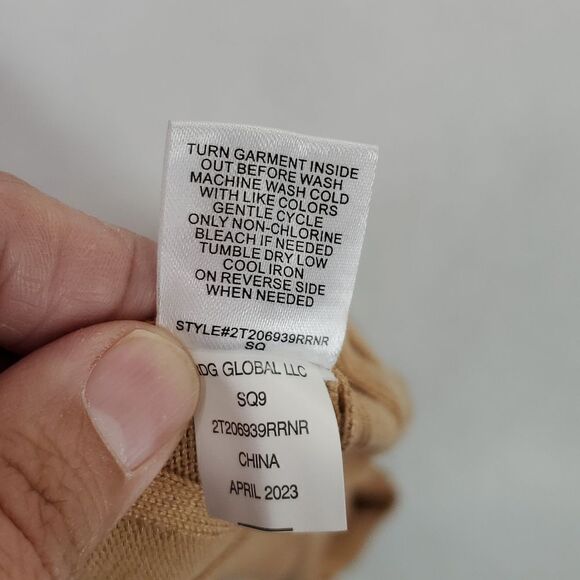 TURN GARMENT INSIDE
OUT BEFORE WASH
MACHINE WASH COLD
WITH LIKE COLORS
GENTLE CYCLE
ONLY NON-CHLORINE
BLEACH IF NEEDED
TUMBLE DRY LOW
COOL IRON
ON REVERSE SIDE
WHEN NEEDED
STYLE#2T206939RRNR
SQ
GLOBAL LLC
SQ9
2T206939RRNR
CHINA
APRIL 2023